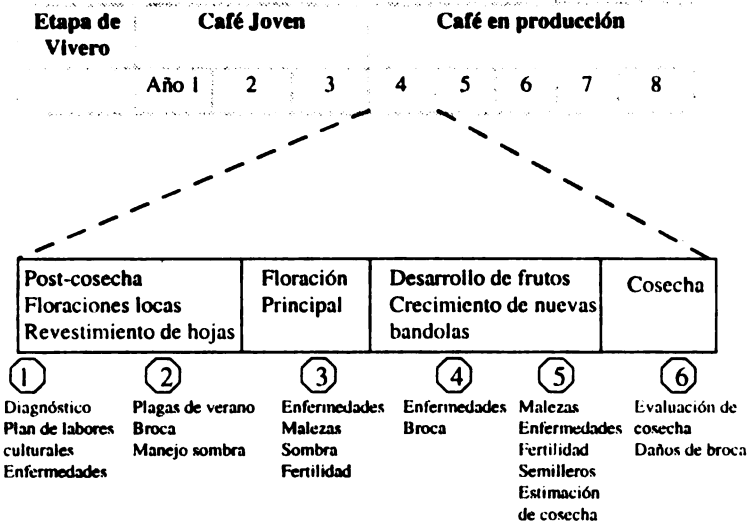 Etapa de
Vivero
Café Joven
Café en producción
Año 1 2 3 4 5 6 7 8
Post-cosecha
Floraciones locas
Revestimiento de hojas
Floración
Principal
Desarrollo de frutos
Crecimiento de nuevas
bandolas
Cosecha
1
Diagnóstico
Plan de labores
culturales
Enfermedades
2
Plagas de verano
Broca
Manejo sombra
3
Enfermedades
Malezas
Sombra
Fertilidad
4
Enfermedades
Broca
5
Malezas
Enfermedades
Fertilidad
Semilleros
Estimación
de cosecha
6
Evaluación de
cosecha
Daños de broca